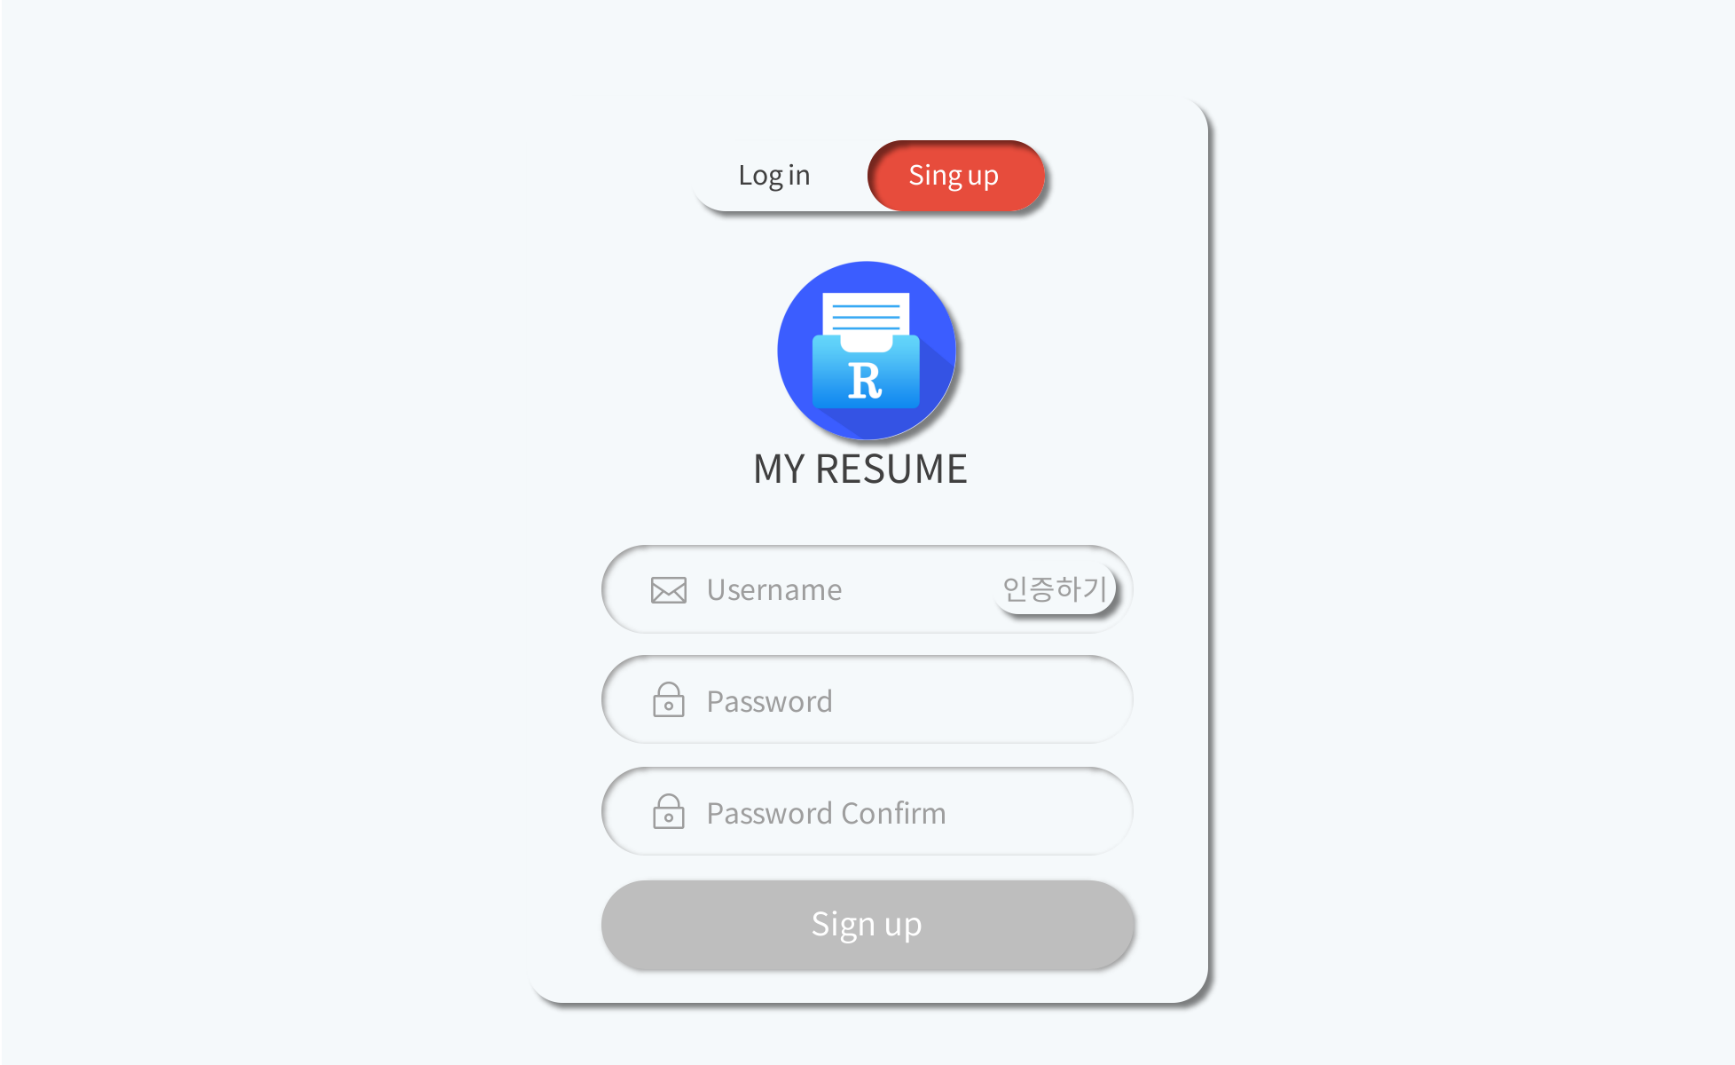 Log in
Sing up
R
MY RESUME
Username
인증하기
Password
Password Confirm
Sign up